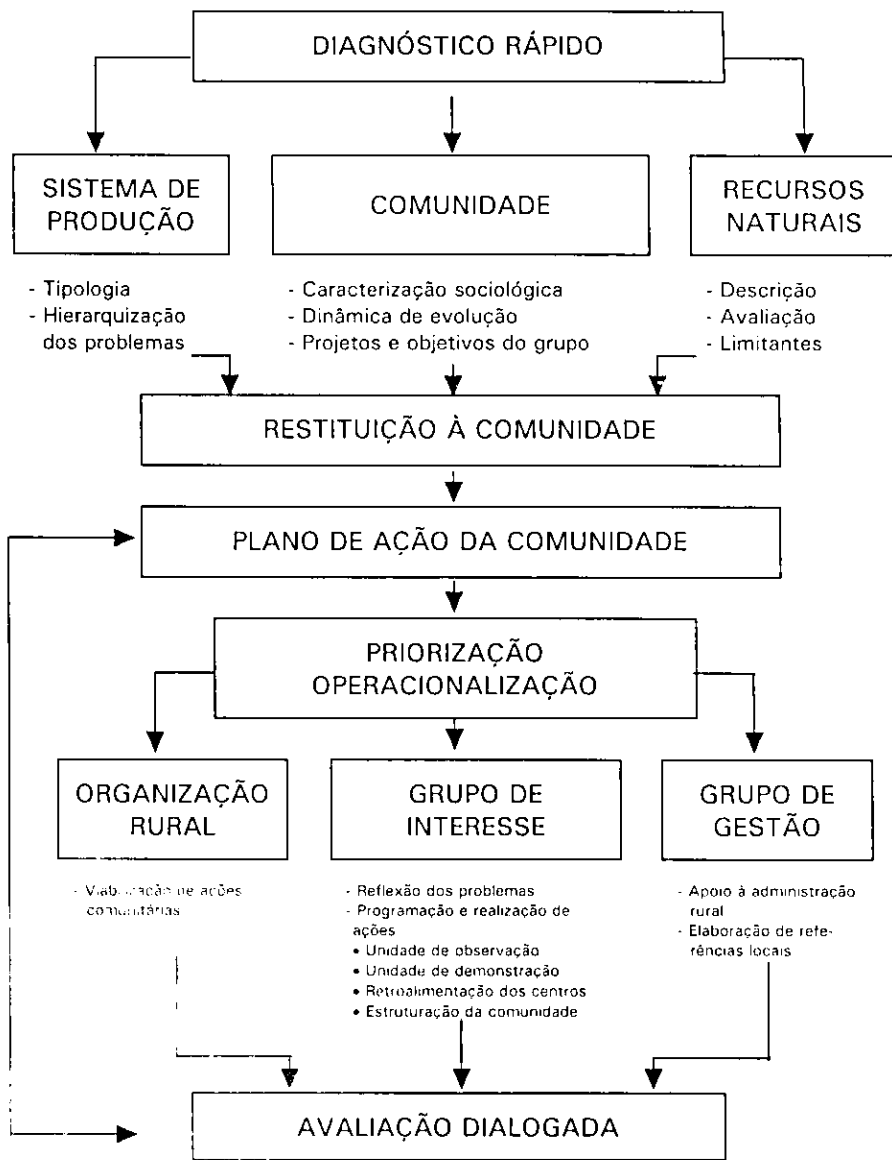 DIAGNÓSTICO RÁPIDO
SISTEMA DE
PRODUÇÃO
COMUNIDADE
RECURSOS
NATURAIS
- Tipologia
- Hierarquização
dos problemas
- Caracterização sociológica
- Dinâmica de evolução
- Projetos e objetivos do grupo
- Descrição
- Avaliação
- Limitantes
RESTITUIÇÃO À COMUNIDADE
PLANO DE AÇÃO DA COMUNIDADE
PRIORIZAÇÃO
OPERACIONALIZAÇÃO
ORGANIZAÇÃO
RURAL
GRUPO DE
INTERESSE
GRUPO DE
GESTÃO
- Viabilização de ações
comunitárias
- Reflexão dos problemas
- Programação e realização de
ações
• Unidade de observação
• Unidade de demonstração
• Retroalimentação dos centros
• Estruturação da comunidade
- Apoio à administração
rural
- Elaboração de refe-
rências locais
AVALIAÇÃO DIALOGADA